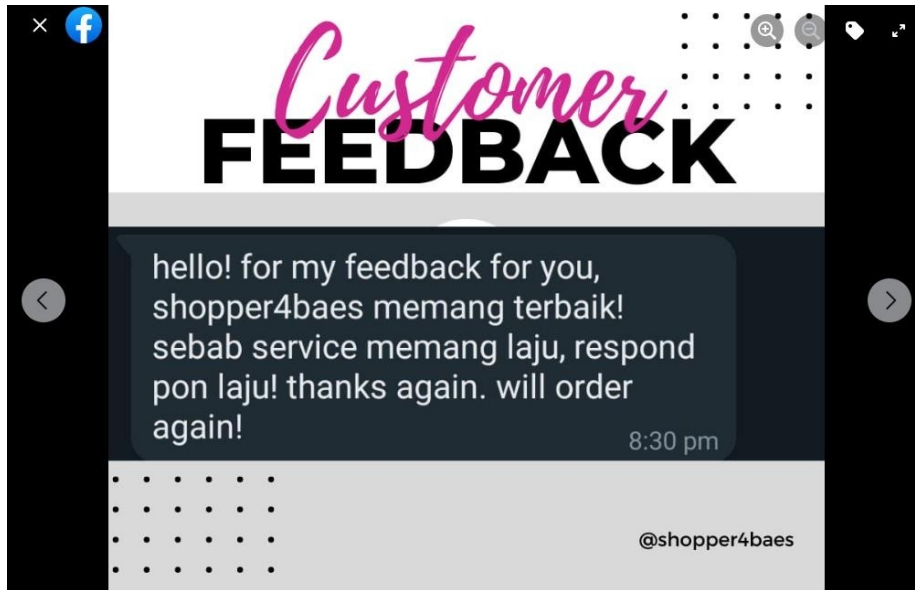 Customer
FEEDBACK
hello! for my feedback for you,
shopper4baes memang terbaik!
sebab service memang laju, respond
pon laju! thanks again. will order
again!
8:30 pm
@shopper4baes